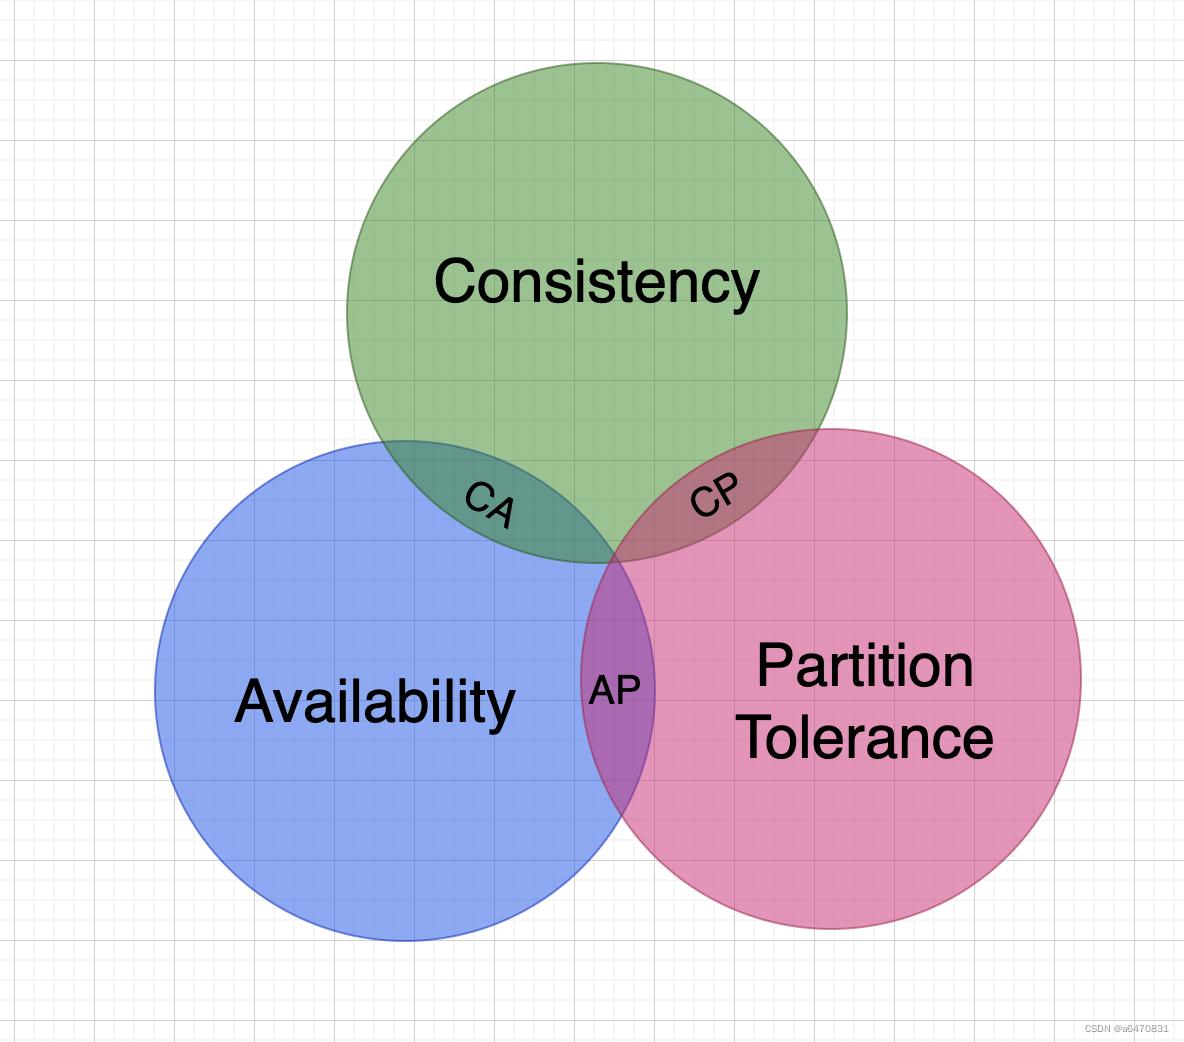 Consistency
CA
CP
Availability
AP
Partition
Tolerance
CSDN @a6470831